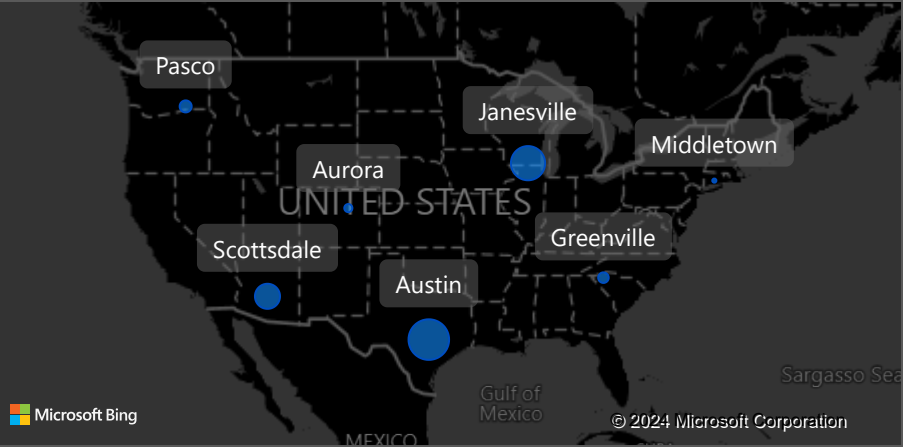 Pasco
Janesville
Middletown
Aurora
UNITED STATES
Scottsdale
Greenville
Austin
Sargasso Sea
Gulf of
Mexico
Microsoft Bing
© 2024 Microsoft Corporation
MEXICO